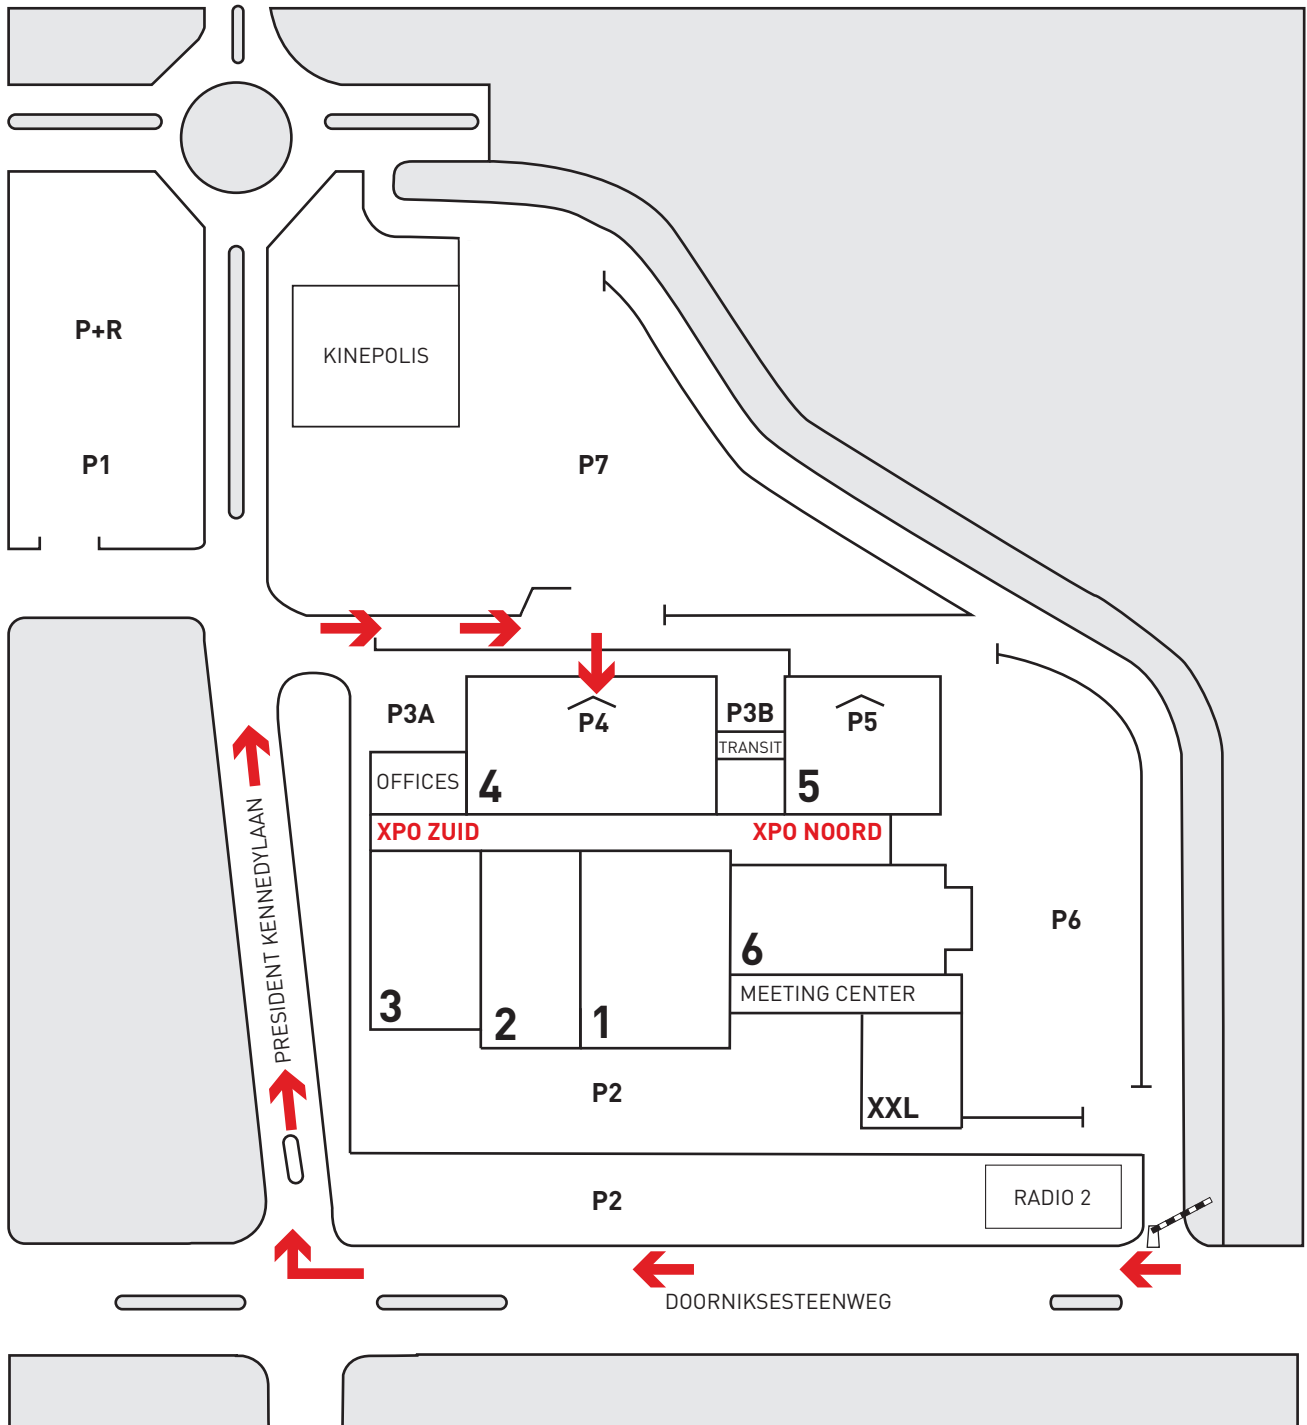 P+R
KINEPOLIS
P1
P7
P3A
P4
P3B
P5
TRANSIT
OFFICES
4
5
XPO ZUID
XPO NOORD
PRESIDENT KENNEDYLAAN
P6
6
MEETING CENTER
3
2
1
P2
XXL
P2
RADIO 2
DOORNIKSESTEENWEG